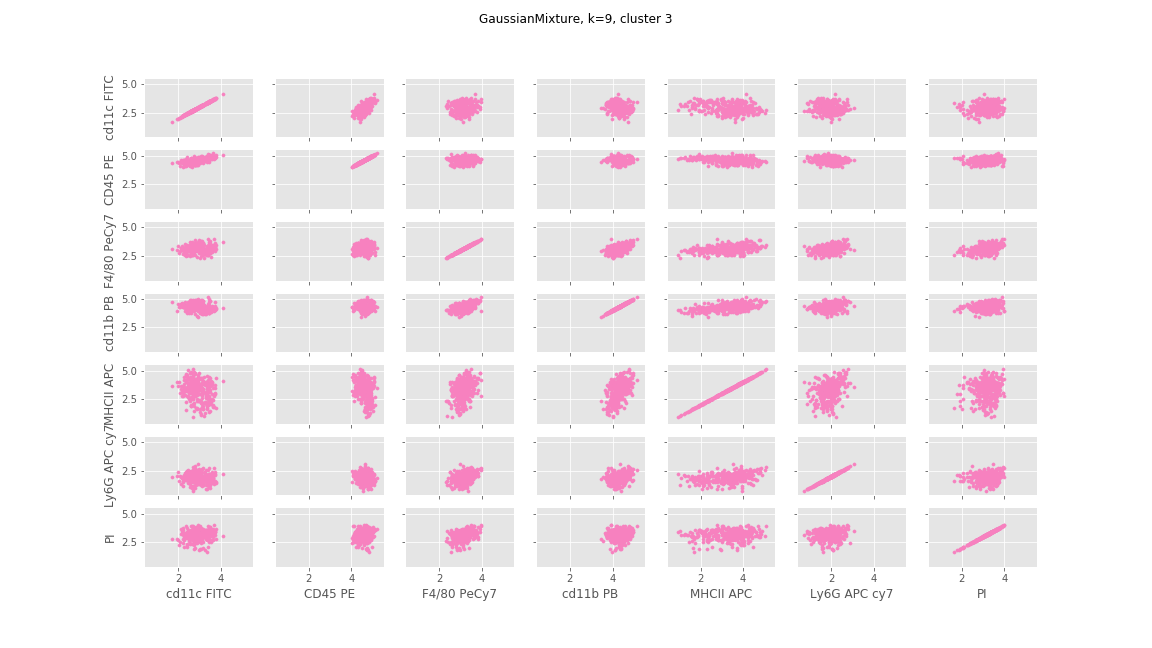 GaussianMixture, k=9, cluster 3
cd11c FITC
5.0
2.5
CD45 PE
5.0
2.5
F4/80 PeCy7
5.0
2.5
cd11b PB
5.0
2.5
MHCII APC
5.0
2.5
Ly6G APC cy7
5.0
2.5
PI
5.0
2.5
2 4 2 4 2 4 2 4 2 4 2 4 2 4
cd11c FITC CD45 PE F4/80 PeCy7 cd11b PB MHCII APC Ly6G APC cy7 PI